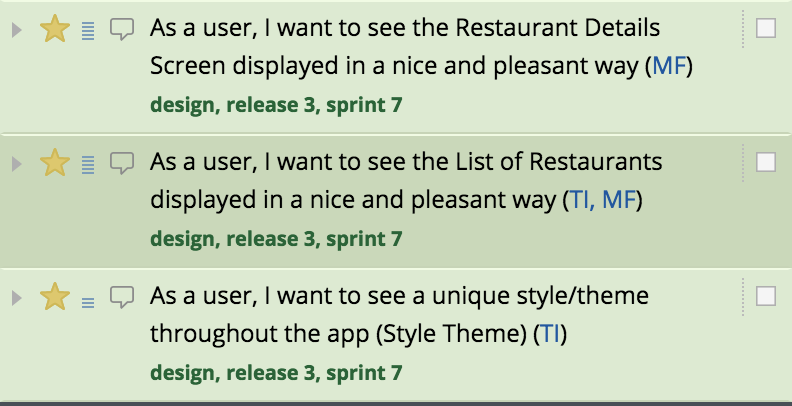 As a user, I want to see the Restaurant Details
Screen displayed in a nice and pleasant way (MF)
design, release 3, sprint 7
As a user, I want to see the List of Restaurants
displayed in a nice and pleasant way (TI, MF)
design, release 3, sprint 7
As a user, I want to see a unique style/theme
throughout the app (Style Theme) (TI)
design, release 3, sprint 7